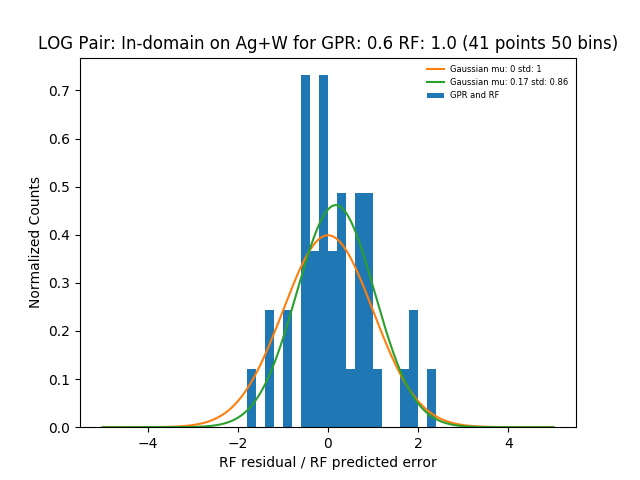 LOG Pair: In-domain on Ag+W for GPR: 0.6 RF: 1.0 (41 points 50 bins)
Gaussian mu: 0 std: 1
Gaussian mu: 0.17 std: 0.86
GPR and RF
Normalized Counts
0.7
0.6
0.5
0.4
0.3
0.2
0.1
0.0
−4 −2 0 2 4
RF residual / RF predicted error